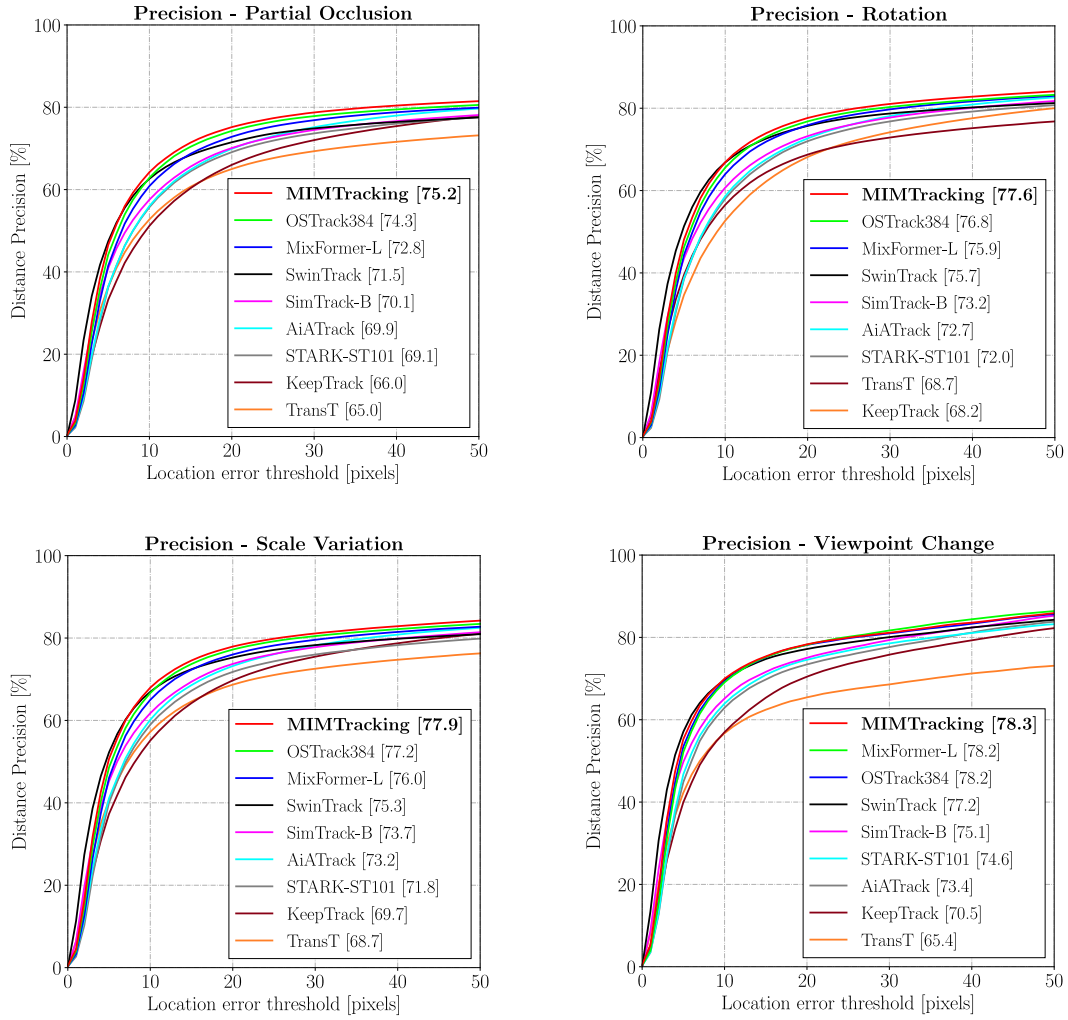 Precision - Partial Occlusion
100
80
60
40
20
0
Distance Precision [%]
MIMTracking [75.2]
OSTrack384 [74.3]
MixFormer-L [72.8]
SwinTrack [71.5]
SimTrack-B [70.1]
AiATrack [69.9]
STARK-ST101 [69.1]
KeepTrack [66.0]
TransT [65.0]
0 10 20 30 40 50
Location error threshold [pixels]
Precision - Rotation
100
80
60
40
20
0
Distance Precision [%]
MIMTracking [77.6]
OSTrack384 [76.8]
MixFormer-L [75.9]
SwinTrack [75.7]
SimTrack-B [73.2]
AiATrack [72.7]
STARK-ST101 [72.0]
TransT [68.7]
KeepTrack [68.2]
0 10 20 30 40 50
Location error threshold [pixels]
Precision - Scale Variation
100
80
60
40
20
0
Distance Precision [%]
MIMTracking [77.9]
OSTrack384 [77.2]
MixFormer-L [76.0]
SwinTrack [75.3]
SimTrack-B [73.7]
AiATrack [73.2]
STARK-ST101 [71.8]
KeepTrack [69.7]
TransT [68.7]
0 10 20 30 40 50
Location error threshold [pixels]
Precision - Viewpoint Change
100
80
60
40
20
0
Distance Precision [%]
MIMTracking [78.3]
MixFormer-L [78.2]
OSTrack384 [78.2]
SwinTrack [77.2]
SimTrack-B [75.1]
STARK-ST101 [74.6]
AiATrack [73.4]
KeepTrack [70.5]
TransT [65.4]
0 10 20 30 40 50
Location error threshold [pixels]